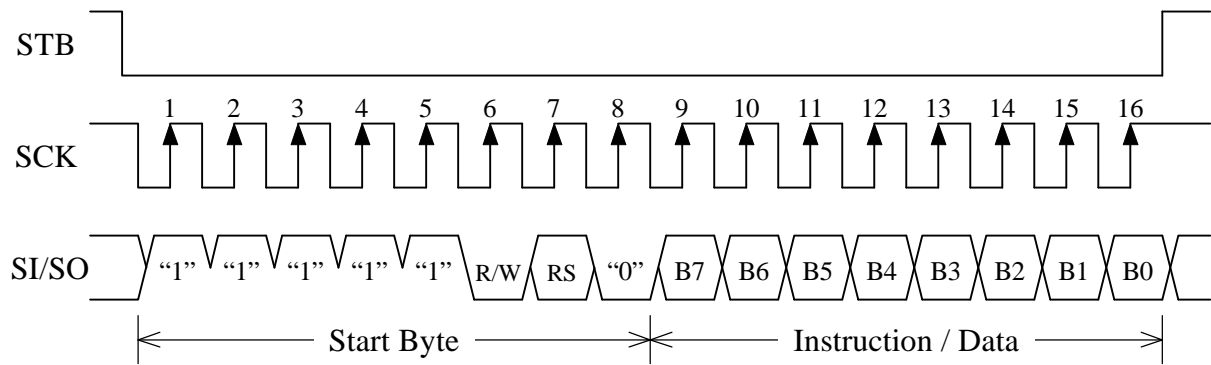 STB
1 2 3 4 5 6 7 8 9 10 11 12 13 14 15 16
SCK
SI/SO “1” “1” “1” “1” “1” R/W RS “0” B7 B6 B5 B4 B3 B2 B1 B0
Start Byte Instruction / Data